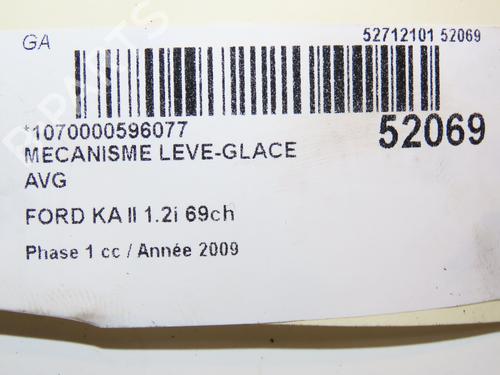 GA
52712101 52069
*1070000596077
52069
MECANISME LEVE-GLACE
AVG
FORD KA II 1.2i 69ch
Phase 1 cc / Année 2009